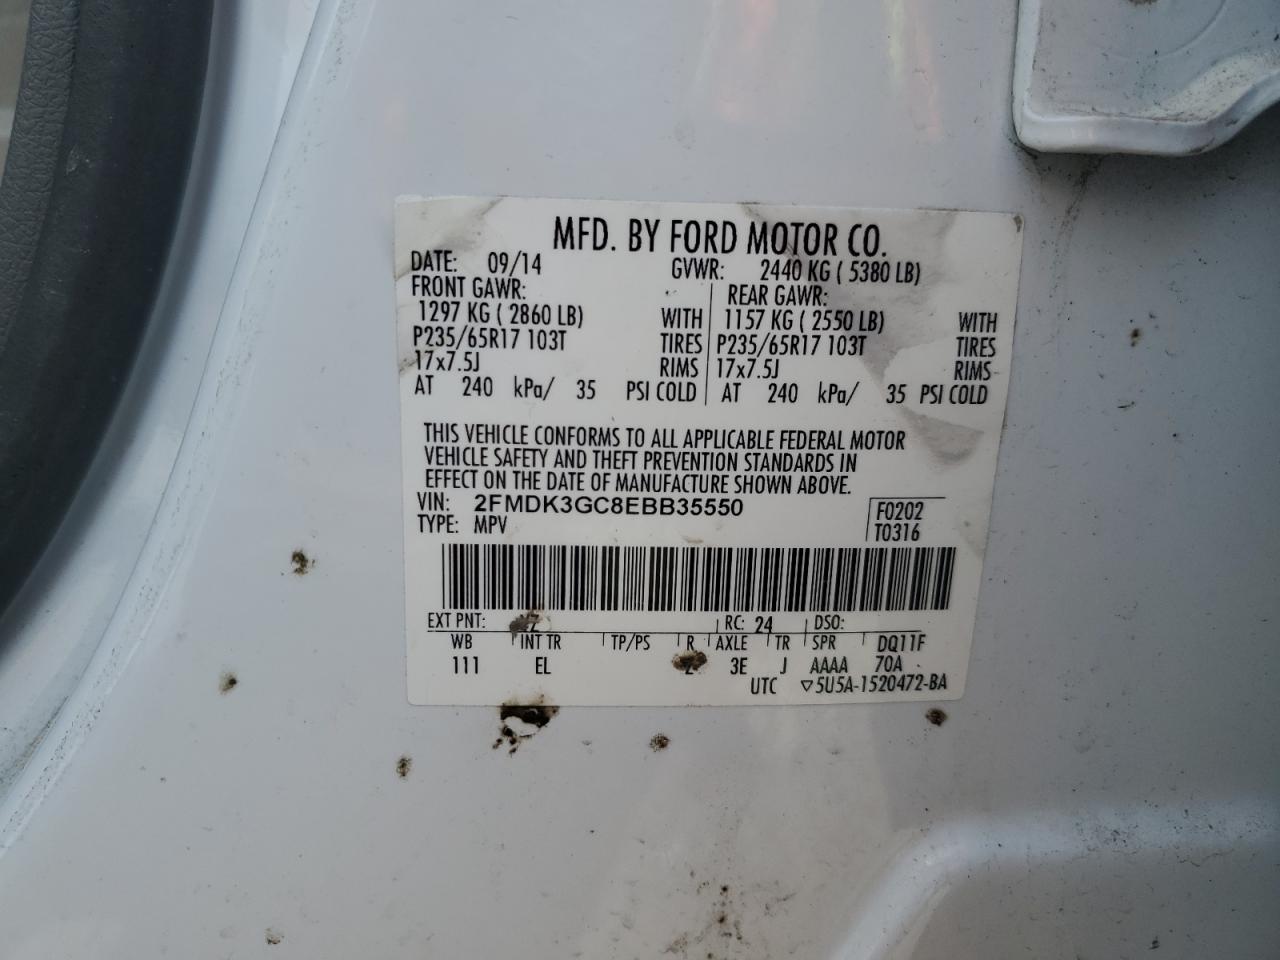 MFD. BY FORD MOTOR CO.
DATE: 09/14 GVWR: 2440 KG ( 5380 LB)
FRONT GAWR: REAR GAWR:
1297 KG ( 2860 LB) WITH 1157 KG ( 2550 LB) WITH
P235/65R17 103T TIRES P235/65R17 103T TIRES
17x7.5J RIMS 17x7.5J RIMS
AT 240 kPa/ 35 PSI COLD AT 240 kPa/ 35 PSI COLD
THIS VEHICLE CONFORMS TO ALL APPLICABLE FEDERAL MOTOR
VEHICLE SAFETY AND THEFT PREVENTION STANDARDS IN
EFFECT ON THE DATE OF MANUFACTURE SHOWN ABOVE.
VIN: 2FMDK3GC8EBB35550 F0202
TYPE: MPV T0316
EXT PNT: RC: 24 DSO:
WB INT TR TP/PS R AXLE TR SPR DQ11F
111 EL 3E J AAAA 70A
UTC ▽5U5A-1520472-BA